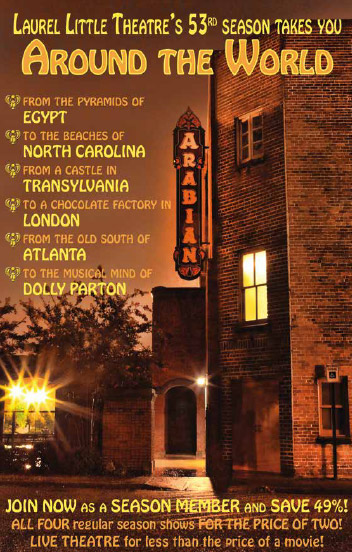 LAUREL LITTLE THEATRE'S 53RD SEASON TAKES YOU
AROUND THE WORLD
FROM THE PYRAMIDS OF
EGYPT
TO THE BEACHES OF
NORTH CAROLINA
FROM A CASTLE IN
TRANSYLVANIA
TO A CHOCOLATE FACTORY IN
LONDON
FROM THE OLD SOUTH OF
ATLANTA
TO THE MUSICAL MIND OF
DOLLY PARTON
ARABIAN
JOIN NOW AS A SEASON MEMBER AND SAVE 49%!
ALL FOUR regular season shows FOR THE PRICE OF TWO!
LIVE THEATRE for less than the price of a movie!